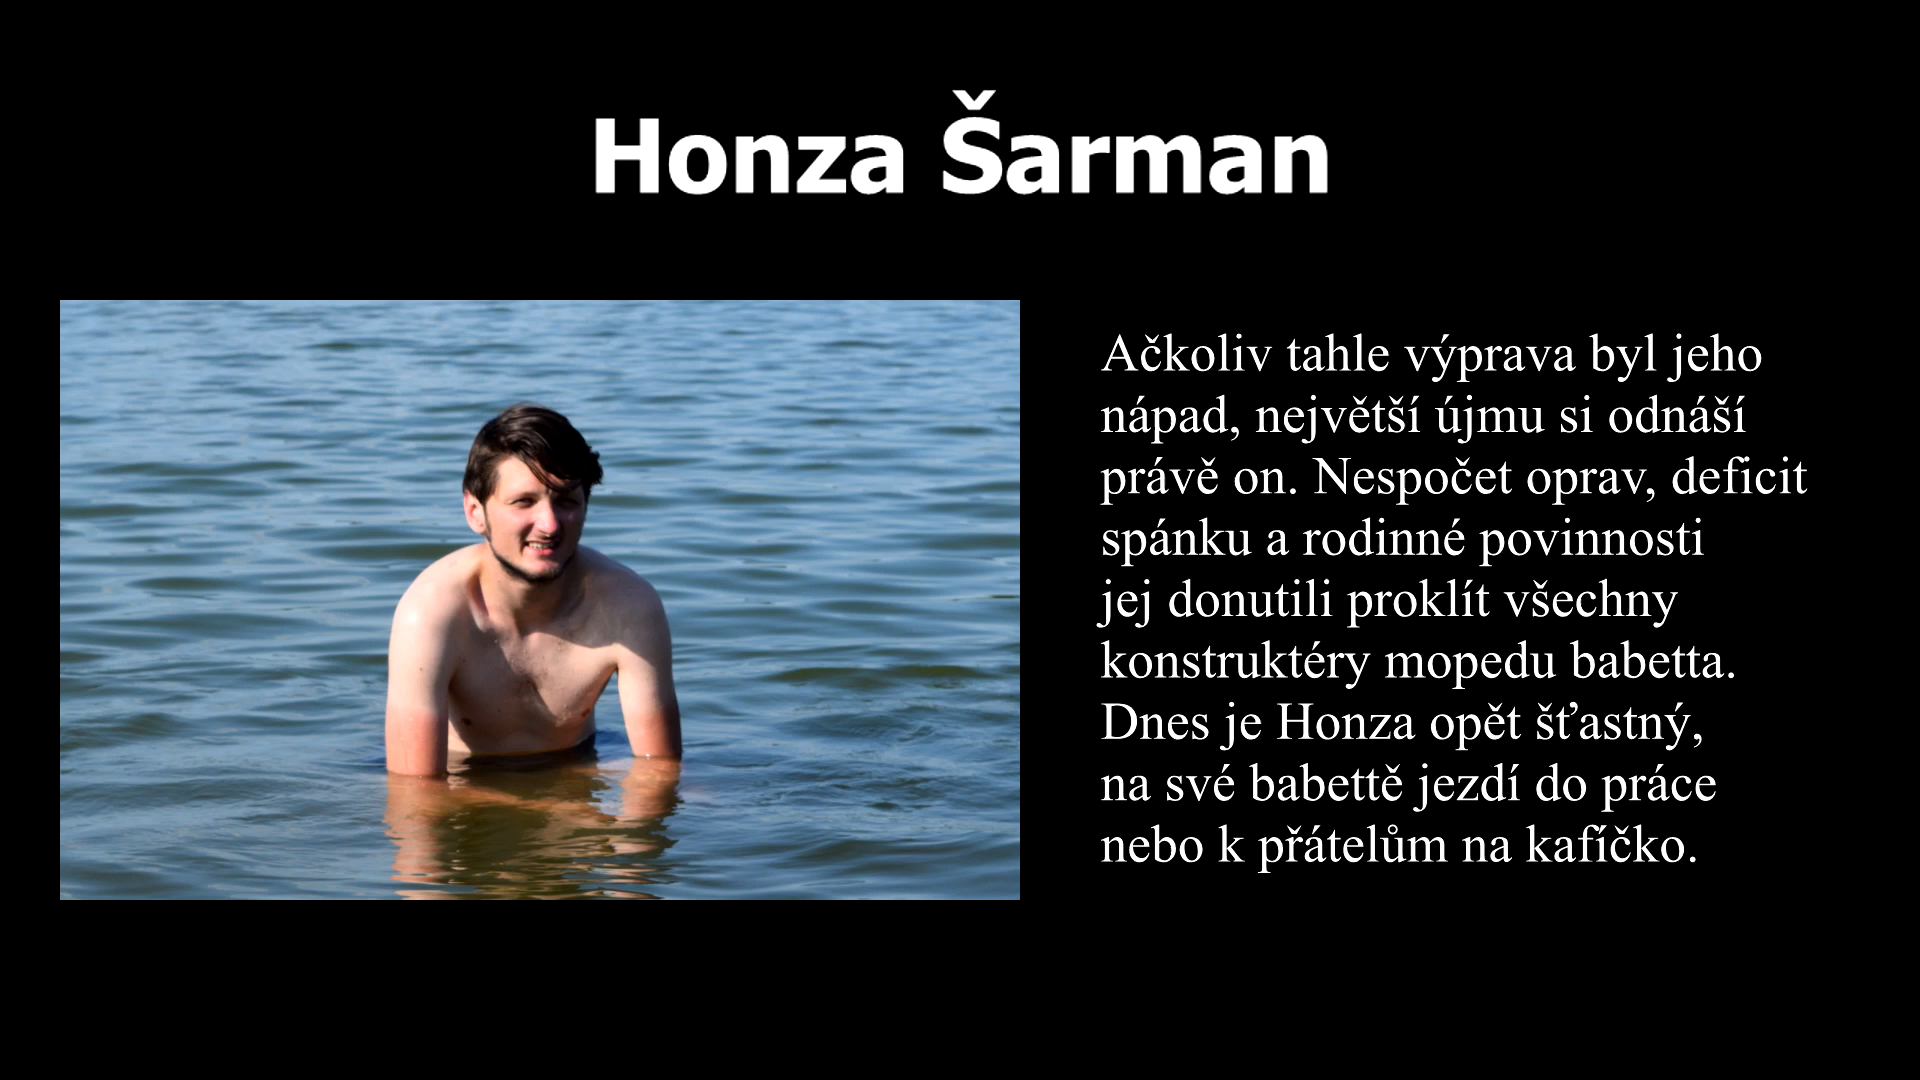 Honza Šarman
Ačkoliv tahle výprava byl jeho
nápad, největší újmu si odnáší
právě on. Nespočet oprav, deficit
spánku a rodinné povinnosti
jej donutili proklít všechny
konstruktéry mopedu babetta.
Dnes je Honza opět šťastný,
na své babettě jezdí do práce
nebo k přátelům na kafíčko.